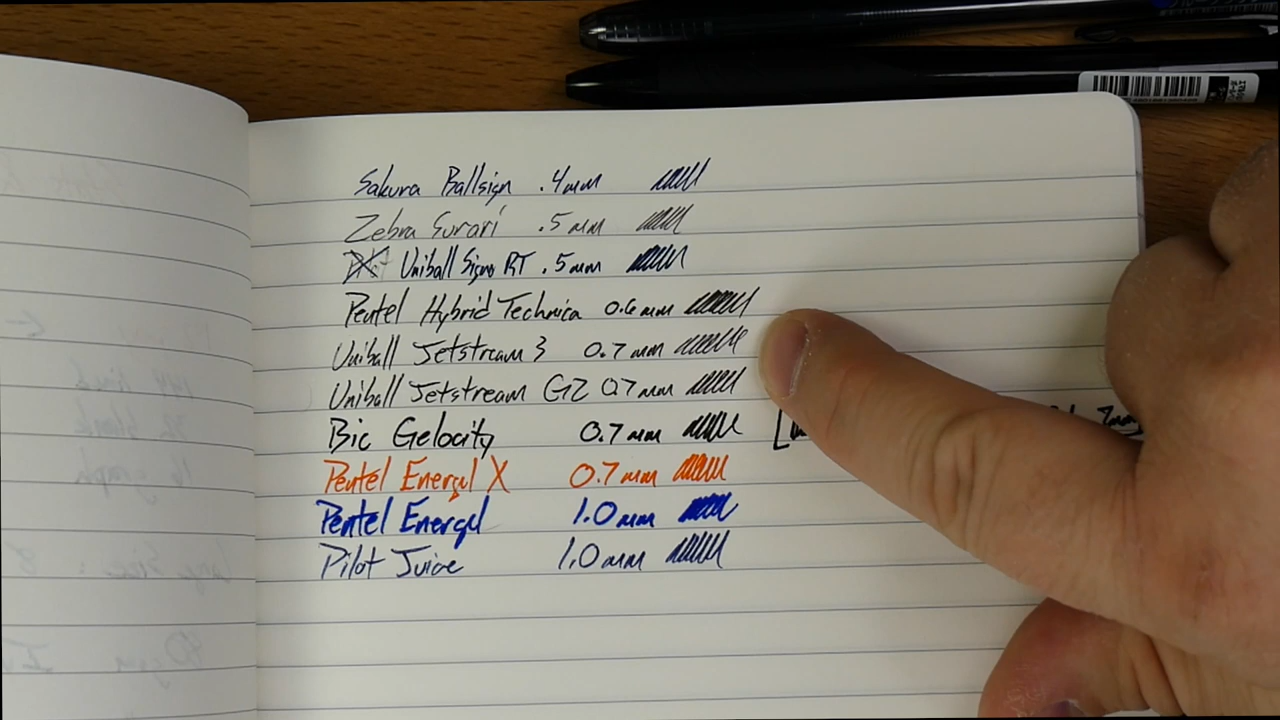 Sakura Ballsign .4mm
Zebra Surari .5mm
Uniball Signo RT .5mm
Pentel Hybrid Technica 0.6mm
Uniball Jetstream 3 0.7mm
Uniball Jetstream G2 0.7mm
Bic Gelocity 0.7mm
Pentel Energel X 0.7mm
Pentel Energel 1.0mm
Pilot Juice 1.0mm